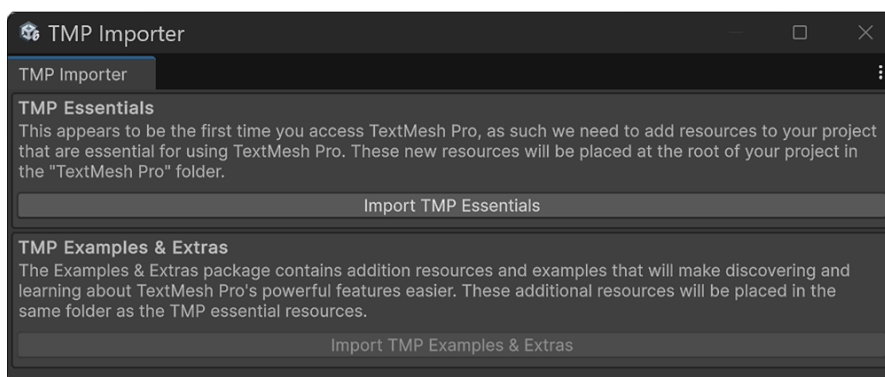 TMP Importer
TMP Importer
TMP Essentials
This appears to be the first time you access TextMesh Pro, as such we need to add resources to your project
that are essential for using TextMesh Pro. These new resources will be placed at the root of your project in
the "TextMesh Pro" folder.
Import TMP Essentials
TMP Examples & Extras
The Examples & Extras package contains addition resources and examples that will make discovering and
learning about TextMesh Pro's powerful features easier. These additional resources will be placed in the
same folder as the TMP essential resources.
Import TMP Examples & Extras